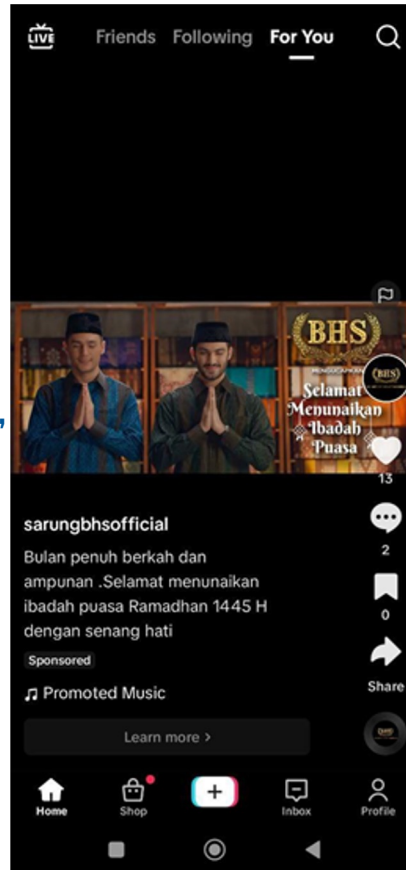 LIVE
Friends Following For You
BHS
MENGUCAPKAN
Selamat
Menunaikan
Ibadah
Puasa
(BHS)
13
2
0
Share
sarungbhsofficial
Bulan penuh berkah dan
ampunan .Selamat menunaikan
ibadah puasa Ramadhan 1445 H
dengan senang hati
Sponsored
Promoted Music
Learn more >
Home
Shop
Inbox
Profile